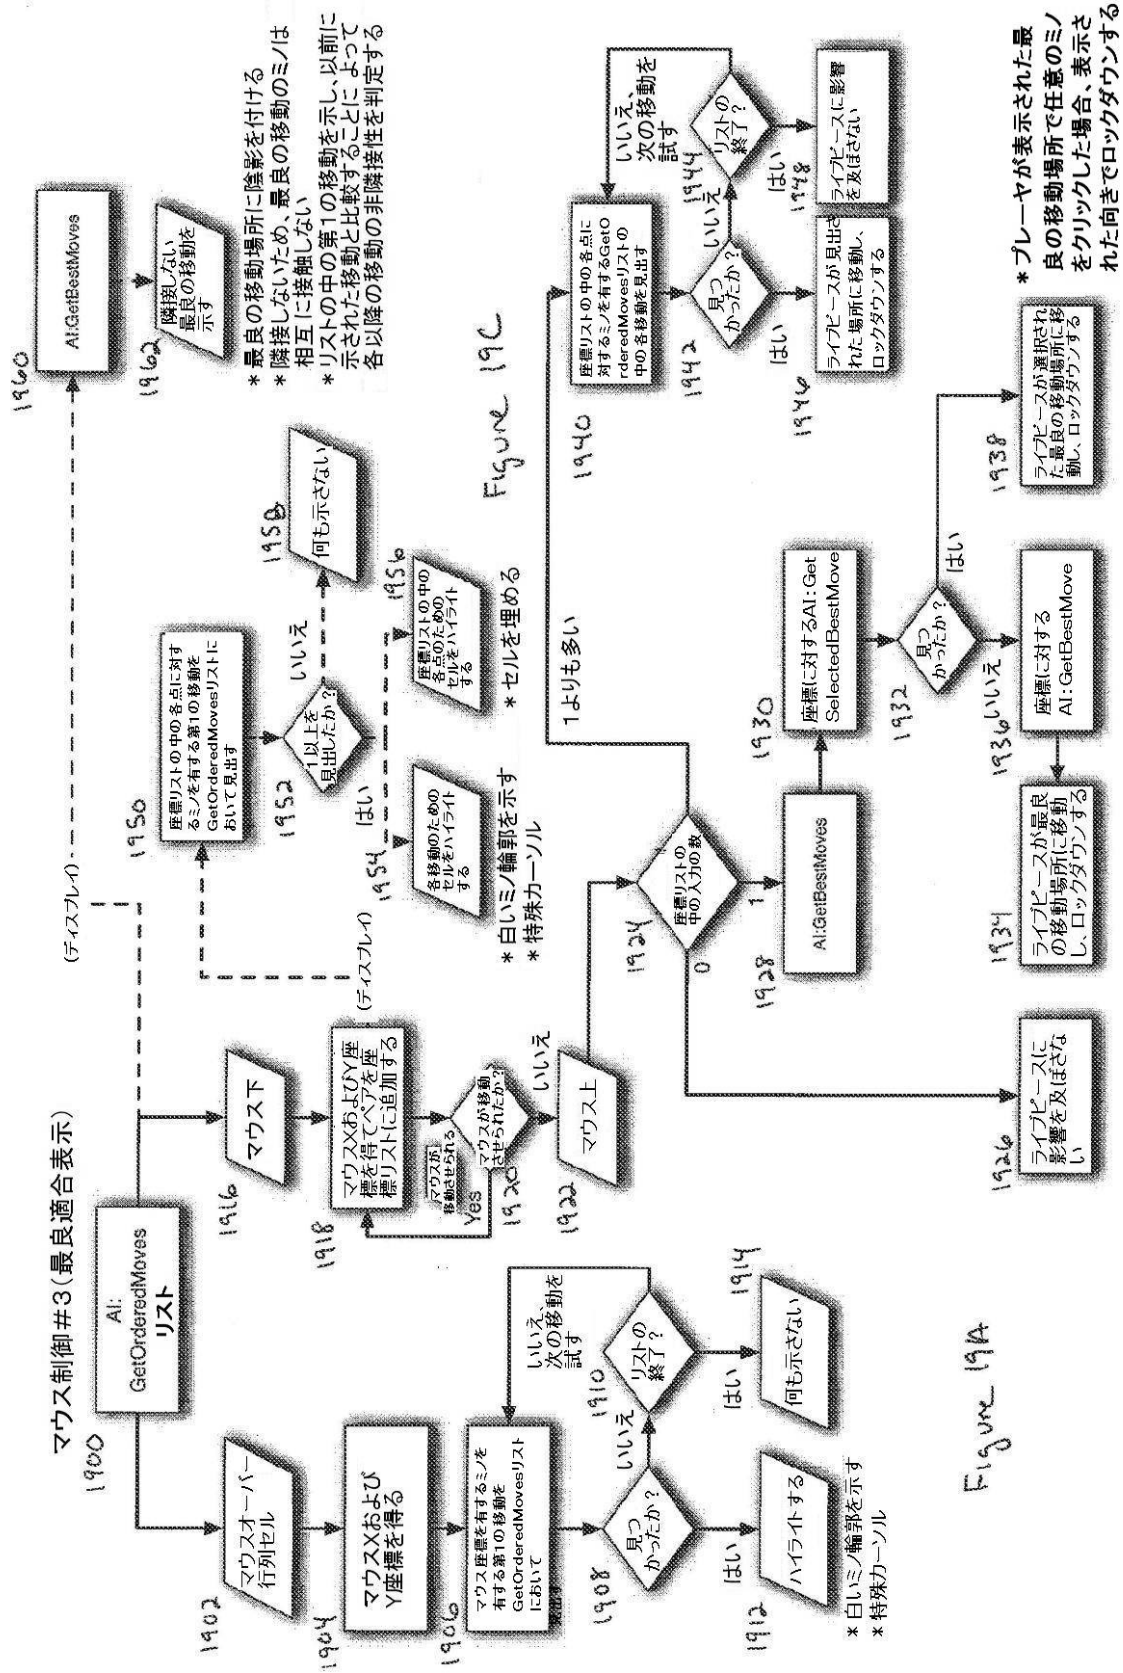 マウス制御#3(最良適合表示)
1900
AI:
GetOrderedMoves
リスト
1902
マウスオーバー
行列セル
1904
マウスXおよび
Y座標を得る
1906
マウス座標を有するミノを
有する第1の移動を
GetOrderedMovesリスト
において
見出す
1908
見つ
かったか?
いいえ
はい
1910
リストの
終了?
いいえ、
次の移動を
試す
はい
1912
ハイライトする
*白いミノ輪郭を示す
*特殊カーソル
1914
何も示さない
Figure 19A
1916
マウス下
1918
マウスXおよびY座
標を得てペアを座
標リストに追加する
(ディスプレイ)
マウスが
移動させられる
Yes
1920
マウスが移動
させられたか?
いいえ
1922
マウス上
1924
座標リストの
中の入力の数
0
1
1よりも多い
1926
ライブピースに
影響を及ぼさな
い
1928
AI:GetBestMoves
1930
座標に対するAI:Get
SelectedBestMove
1932
見つ
かったか?
はい
いいえ
1936
座標に対する
AI:GetBestMove
1934
ライブピースが最良
の移動場所に移動
し、ロックダウンする
1938
ライブピースが選択され
た最良の移動場所に移
動し、ロックダウンする
*プレーヤが表示された最
良の移動場所で任意のミノ
をクリックした場合、表示さ
れた向きでロックダウンする
1940
座標リストの中の各点に
対するミノを有するGetO
rderedMovesリストの
中の各移動を見出す
1942
見つ
かったか?
いいえ
はい
1944
リストの
終了?
いいえ、
次の移動を
試す
はい
1946
ライブピースが見出さ
れた場所に移動し、
ロックダウンする
1948
ライブピースに影響
を及ぼさない
Figure 19C
1950
座標リストの中の各点に対す
るミノを有する第1の移動を
GetOrderedMovesリストに
おいて見出す
1952
1以上を
見出したか?
いいえ
はい
1954
各移動のための
セルをハイライト
する
*白いミノ輪郭を示す
*特殊カーソル
1956
座標リストの中の
各点のための
セルをハイライト
する
*セルを埋める
1958
何も示さない
(ディスプレイ)
1960
AI:GetBestMoves
1962
隣接しない
最良の移動を
示す
*最良の移動場所に陰影を付ける
*隣接しないため、最良の移動のミノは
相互に接触しない
*リストの中の第1の移動を示し、以前に
示された移動と比較することによって
各以降の移動の非隣接性を判定する